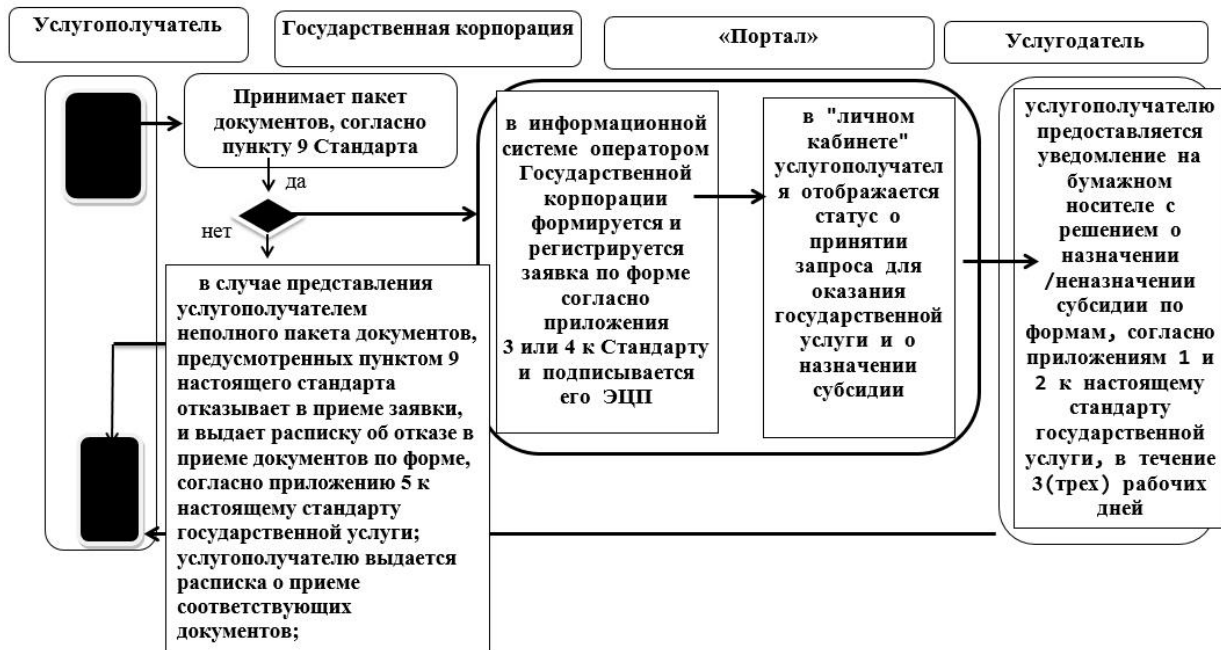 Услугополучатель
Государственная корпорация
«Портал»
Услугодатель
Принимает пакет
документов, согласно
пункту 9 Стандарта
да
нет
в случае представления
услугополучателем
неполного пакета документов,
предусмотренных пунктом 9
настоящего стандарта
отказывает в приеме заявки,
и выдает расписку об отказе в
приеме документов по форме,
согласно приложению 5 к
настоящему стандарту
государственной услуги;
услугополучателю выдается
расписка о приеме
соответствующих
документов;
в информационной
системе оператором
Государственной
корпорации
формируется и
регистрируется
заявка по форме
согласно
приложения
3 или 4 к Стандарту
и подписывается
его ЭЦП
в "личном
кабинете"
услугополучател
я отображается
статус о
принятии
запроса для
оказания
государственной
услуги и о
назначении
субсидии
услугополучателю
предоставляется
уведомление на
бумажном
носителе с
решением о
назначении
/неназначении
субсидии по
формам, согласно
приложениям 1 и
2 к настоящему
стандарту
государственной
услуги, в течение
3(трех) рабочих
дней